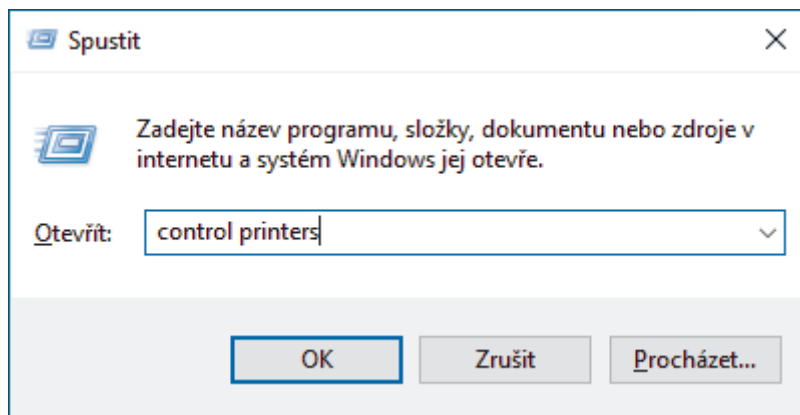 Spustit
Zadejte název programu, složky, dokumentu nebo zdroje v
internetu a systém Windows jej otevře.
Otevřít: control printers
OK Zrušit Procházet...